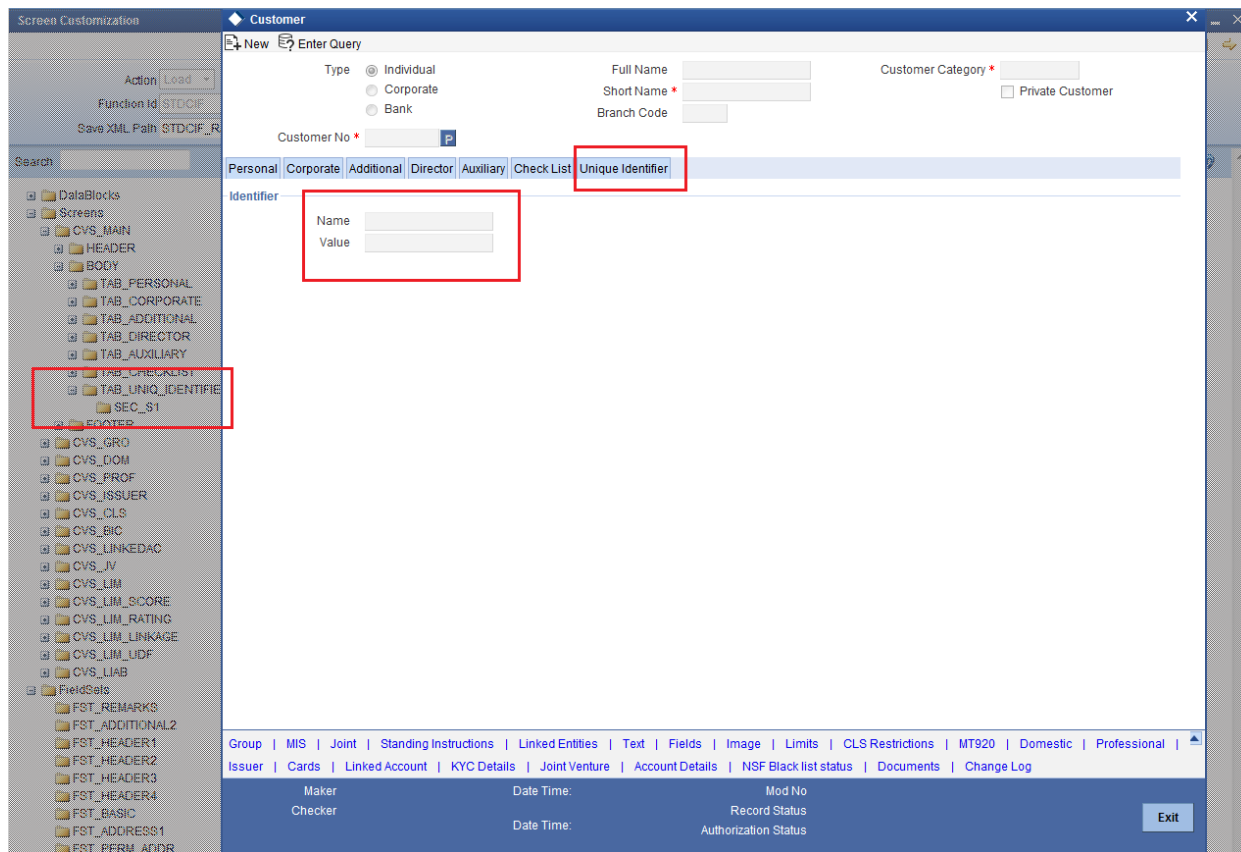 Screen Customization
Customer
New Enter Query
Type Individual Full Name Customer Category *
Corporate Short Name * Private Customer
Bank Branch Code
Customer No * P
Action Load
Function Id STDCIF
Save XML Path STDCIF_R
Search
Personal Corporate Additional Director Auxiliary Check List Unique Identifier
Identifier
Name
Value
DataBlocks
Screens
CVS_MAIN
HEADER
BODY
TAB_PERSONAL
TAB_CORPORATE
TAB_ADDITIONAL
TAB_DIRECTOR
TAB_AUXILIARY
TAB_CHECKLIST
TAB_UNIQ_IDENTIFIE
SEC_S1
FOOTER
CVS_GRO
CVS_DOM
CVS_PROF
CVS_ISSUER
CVS_CLS
CVS_BIC
CVS_LINKEDAC
CVS_JV
CVS_LIM
CVS_LIM_SCORE
CVS_LIM_RATING
CVS_LIM_LINKAGE
CVS_LIM_UDF
CVS_LIAB
FieldSets
FST_REMARKS
FST_ADDITIONAL2
FST_HEADER1
FST_HEADER2
FST_HEADER3
FST_HEADER4
FST_BASIC
FST_ADDRESS1
FST_PERM_ADDR
Group | MIS | Joint | Standing Instructions | Linked Entities | Text | Fields | Image | Limits | CLS Restrictions | MT920 | Domestic | Professional |
Issuer | Cards | Linked Account | KYC Details | Joint Venture | Account Details | NSF Black list status | Documents | Change Log
Maker Date Time: Mod No
Checker Record Status
Date Time: Authorization Status
Exit